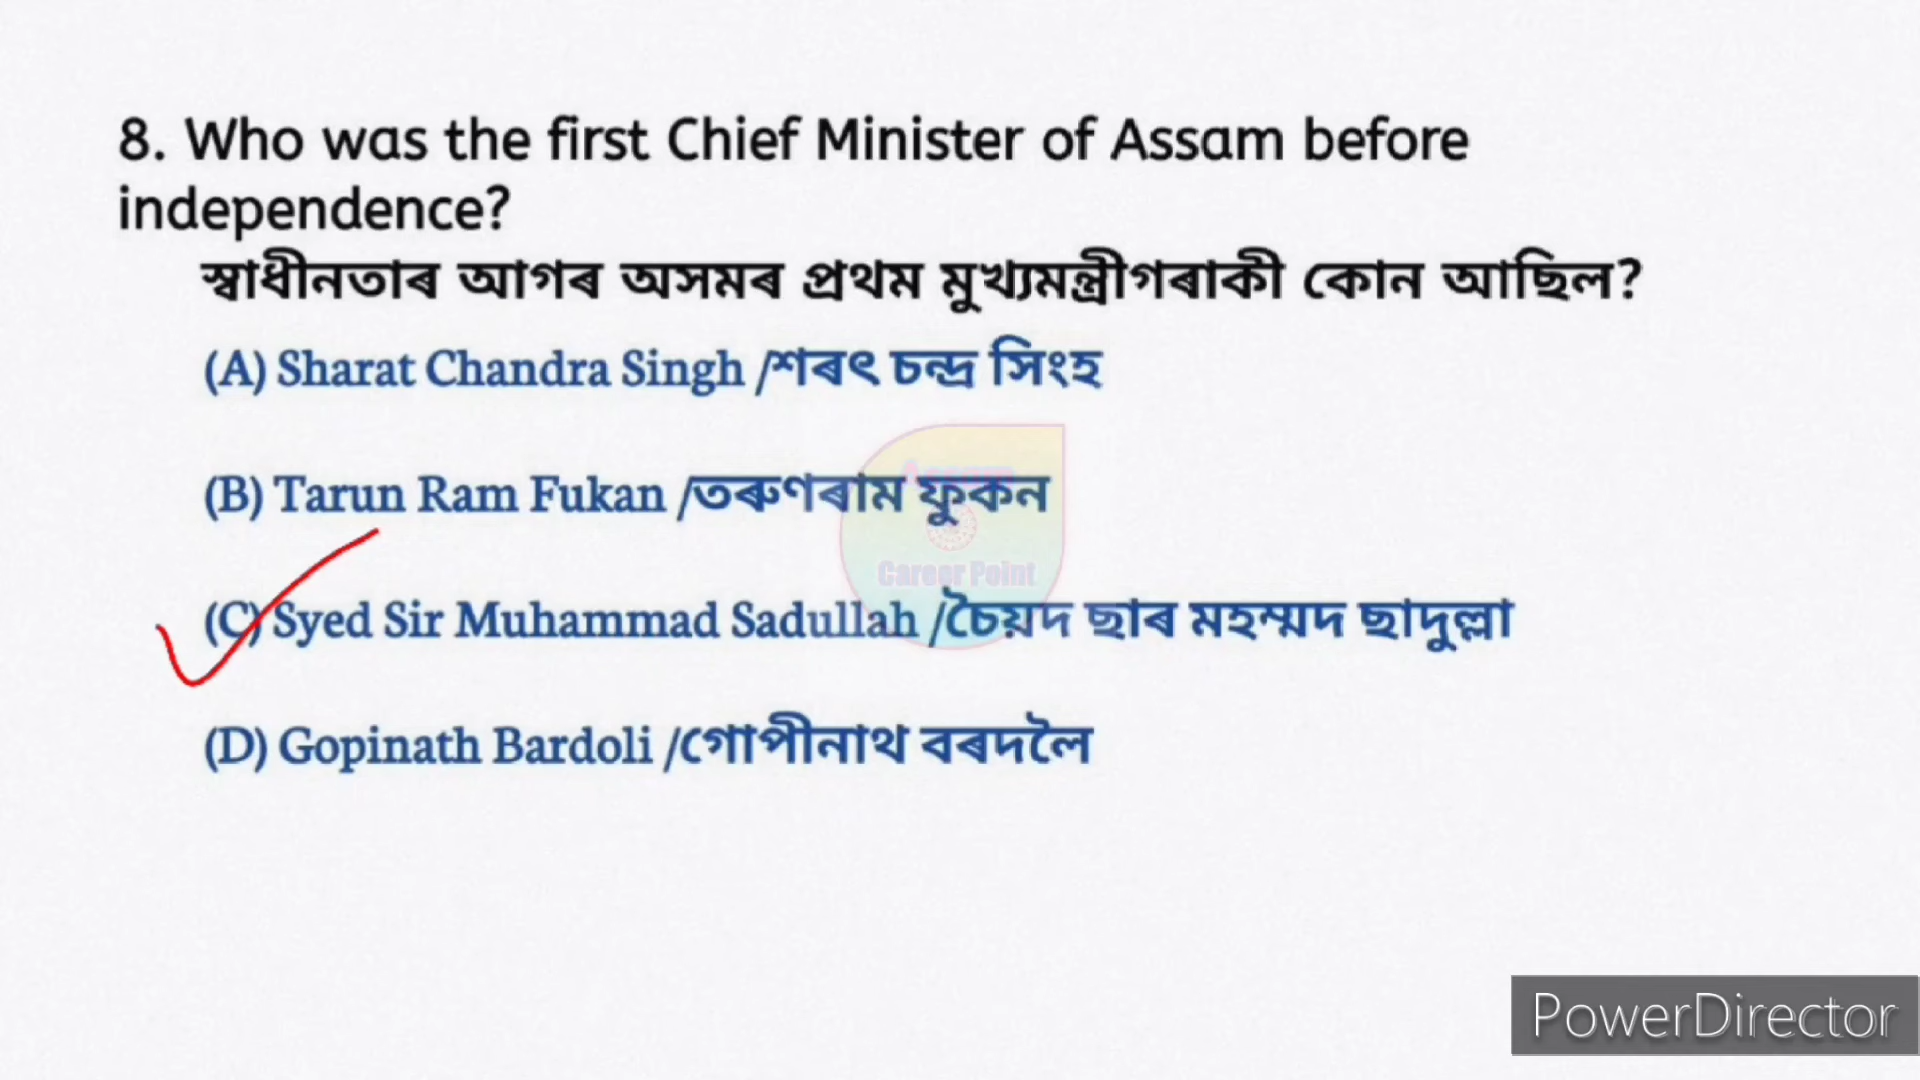 8. Who was the first Chief Minister of Assam before
independence?
স্বাধীনতাৰ আগৰ অসমৰ প্ৰথম মুখ্যমন্ত্ৰীগৰাকী কোন আছিল?
(A) Sharat Chandra Singh /শৰৎ চন্দ্ৰ সিংহ
(B) Tarun Ram Fukan /তৰুণৰাম ফুকন
(C) Syed Sir Muhammad Sadullah /চৈয়দ ছাৰ মহম্মদ ছাদুল্লা
(D) Gopinath Bardoli /গোপীনাথ বৰদলৈ
Assam
Career Point
PowerDirector